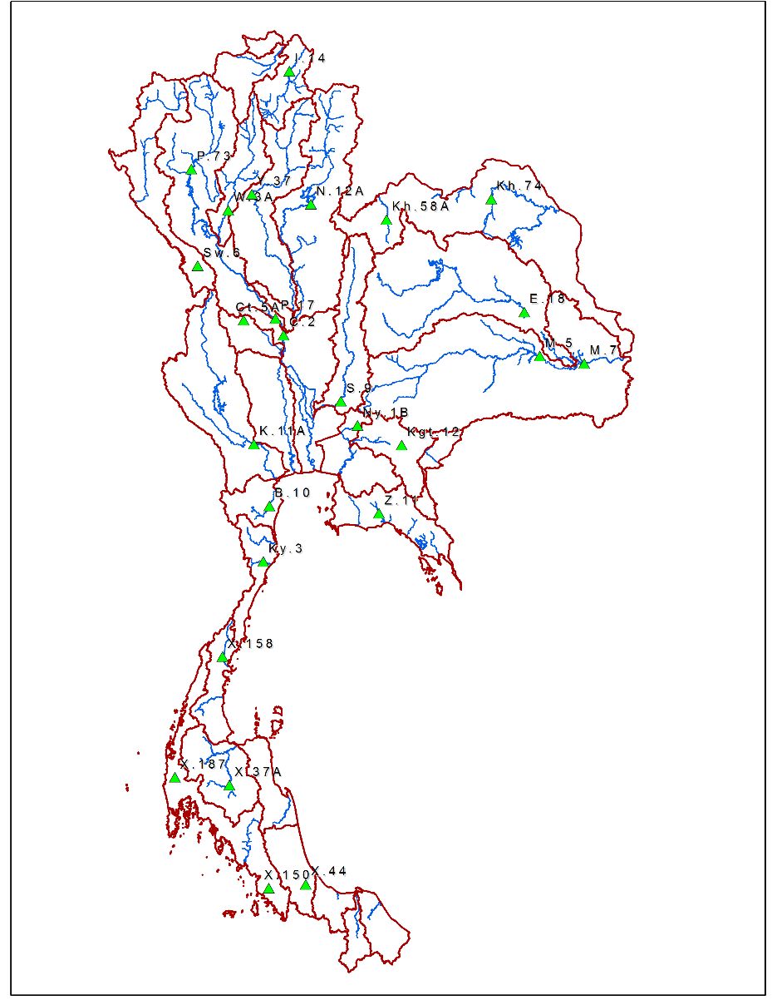 I.14
P.73
Y.37
N.12A
W.3A
Kh.74
Kh.58A
Sw.6
Ct.5A
P.17
C.2
E.18
M.5
M.7
S.9
Ny.1B
K.11A
Kgt.12
B.10
Z.11
Ky.3
X.158
X.187
X.37A
X.150
X.44